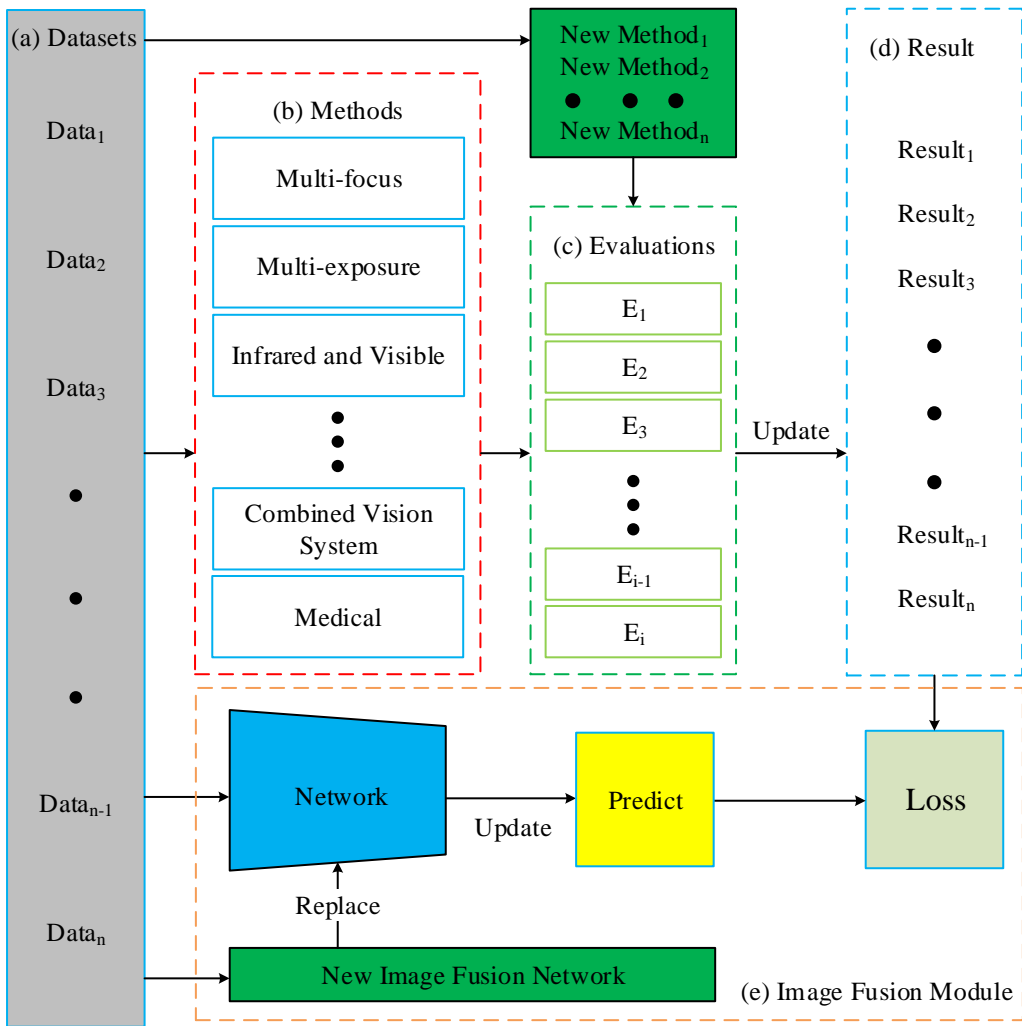 (a) Datasets
Data1
Data2
Data3
Datan-1
Datan
(b) Methods
Multi-focus
Multi-exposure
Infrared and Visible
Combined Vision
System
Medical
New Method1
New Method2
New Methodn
(c) Evaluations
E1
E2
E3
Ei-1
Ei
Update
(d) Result
Result1
Result2
Result3
Resultn-1
Resultn
Network
Update
Predict
Loss
Replace
New Image Fusion Network
(e) Image Fusion Module